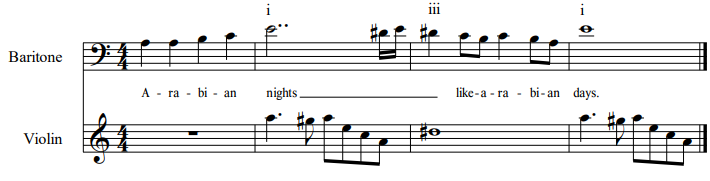 i iii i
Baritone
A - ra - bi - an nights like - a - ra - bi - an days.
Violin